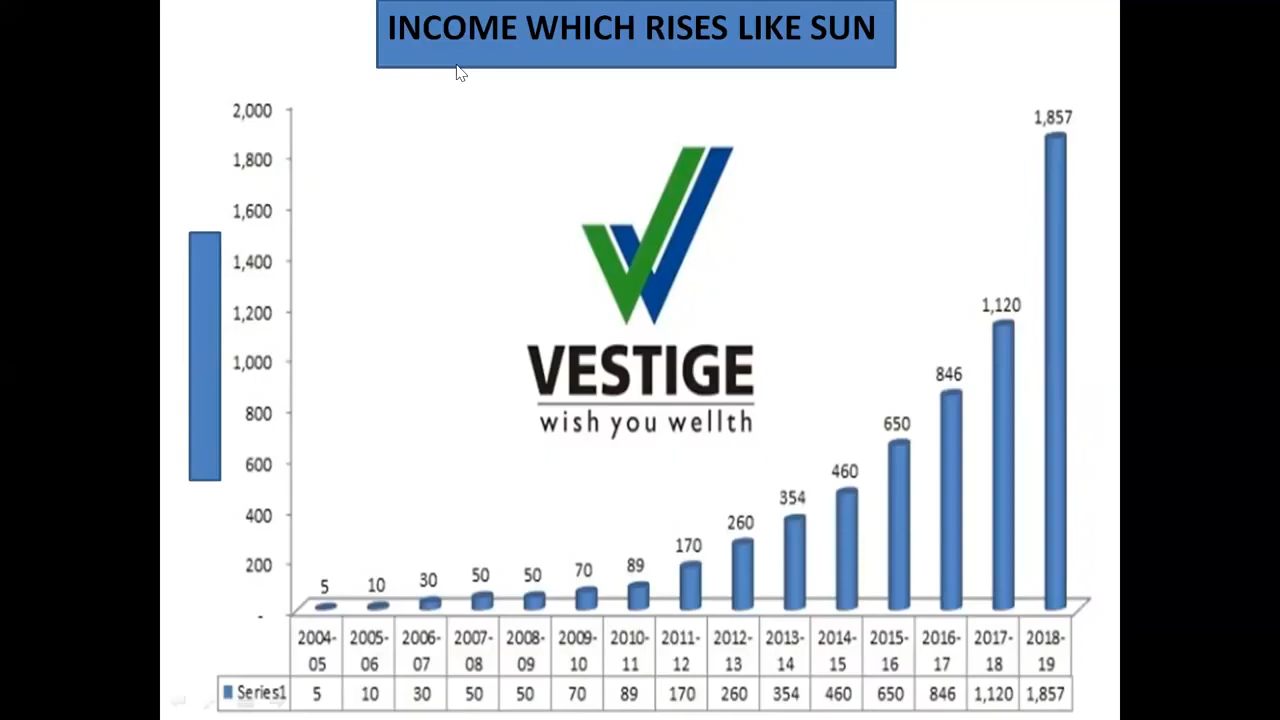 INCOME WHICH RISES LIKE SUN
2,000
1,800
1,600
1,400
1,200
1,000
800
600
400
200
-
5 10 30 50 50 70 89 170 260 354 460 650 846 1,120 1,857
VESTIGE
wish you wellth
2004-05 2005-06 2006-07 2007-08 2008-09 2009-10 2010-11 2011-12 2012-13 2013-14 2014-15 2015-16 2016-17 2017-18 2018-19
Series1 5 10 30 50 50 70 89 170 260 354 460 650 846 1,120 1,857